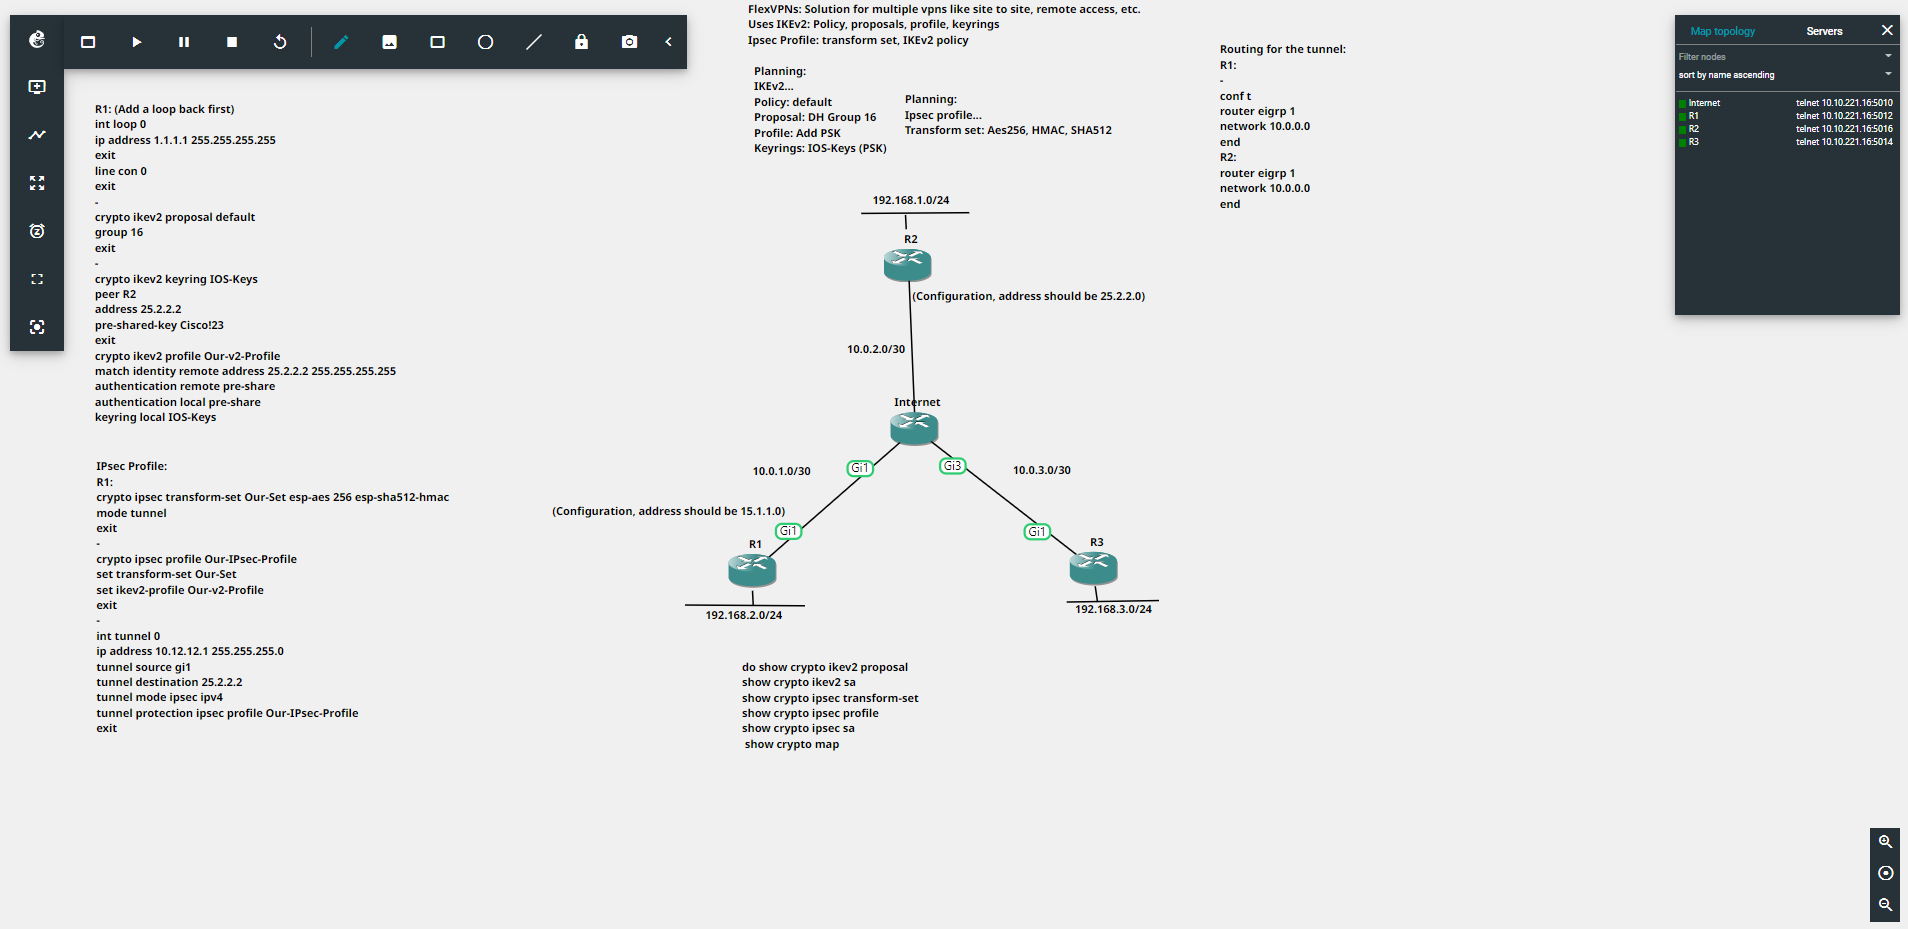 FlexVPNs: Solution for multiple vpns like site to site, remote access, etc.
Uses IKEv2: Policy, proposals, profile, keyrings
Ipsec Profile: transform set, IKEv2 policy
Planning:
IKEv2...
Policy: default
Proposal: DH Group 16
Profile: Add PSK
Keyrings: IOS-Keys (PSK)
Planning:
Ipsec profile...
Transform set: Aes256, HMAC, SHA512
Routing for the tunnel:
R1:
-
conf t
router eigrp 1
network 10.0.0.0
end
R2:
router eigrp 1
network 10.0.0.0
end
Map topology
Servers
Filter nodes
sort by name ascending
Internet telnet 10.10.221.16:5010
R1 telnet 10.10.221.16:5012
R2 telnet 10.10.221.16:5016
R3 telnet 10.10.221.16:5014
R1: (Add a loop back first)
int loop 0
ip address 1.1.1.1 255.255.255.255
exit
line con 0
exit
-
crypto ikev2 proposal default
group 16
exit
-
crypto ikev2 keyring IOS-Keys
peer R2
address 25.2.2.2
pre-shared-key Cisco!23
exit
crypto ikev2 profile Our-v2-Profile
match identity remote address 25.2.2.2 255.255.255.255
authentication remote pre-share
authentication local pre-share
keyring local IOS-Keys
IPsec Profile:
R1:
crypto ipsec transform-set Our-Set esp-aes 256 esp-sha512-hmac
mode tunnel
exit
-
crypto ipsec profile Our-IPsec-Profile
set transform-set Our-Set
set ikev2-profile Our-v2-Profile
exit
-
int tunnel 0
ip address 10.12.12.1 255.255.255.0
tunnel source gi1
tunnel destination 25.2.2.2
tunnel mode ipsec ipv4
tunnel protection ipsec profile Our-IPsec-Profile
exit
192.168.1.0/24
R2
(Configuration, address should be 25.2.2.0)
10.0.2.0/30
Internet
Gi1
Gi3
10.0.1.0/30
10.0.3.0/30
(Configuration, address should be 15.1.1.0)
Gi1
Gi1
R1
R3
192.168.2.0/24
192.168.3.0/24
do show crypto ikev2 proposal
show crypto ikev2 sa
show crypto ipsec transform-set
show crypto ipsec profile
show crypto ipsec sa
show crypto map